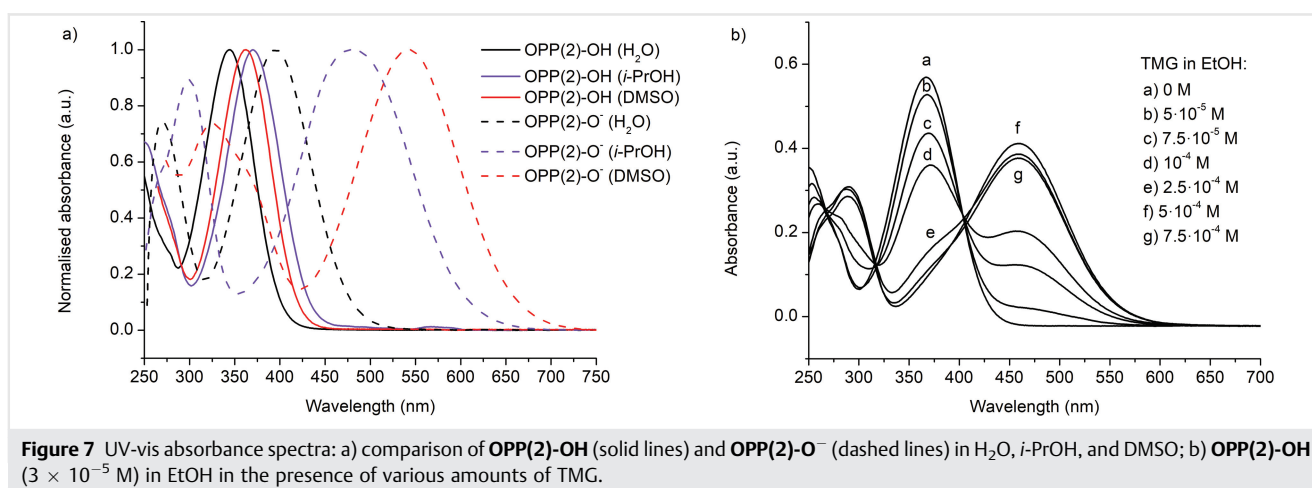 a)
1.0
0.8
0.6
0.4
0.2
0.0
Normalised absorbance (a.u.)
OPP(2)-OH (H₂O)
OPP(2)-OH (i-PrOH)
OPP(2)-OH (DMSO)
OPP(2)-O⁻ (H₂O)
OPP(2)-O⁻ (i-PrOH)
OPP(2)-O⁻ (DMSO)
250 300 350 400 450 500 550 600 650 700 750
Wavelength (nm)
b)
0.6
0.4
0.2
0.0
Absorbance (a.u.)
a
b
c
d
e
f
g
TMG in EtOH:
a) 0 M
b) 5·10⁻⁵ M
c) 7.5·10⁻⁵ M
d) 10⁻⁴ M
e) 2.5·10⁻⁴ M
f) 5·10⁻⁴ M
g) 7.5·10⁻⁴ M
250 300 350 400 450 500 550 600 650 700
Wavelength (nm)
Figure 7 UV-vis absorbance spectra: a) comparison of OPP(2)-OH (solid lines) and OPP(2)-O⁻ (dashed lines) in H₂O, i-PrOH, and DMSO; b) OPP(2)-OH
(3 × 10⁻⁵ M) in EtOH in the presence of various amounts of TMG.